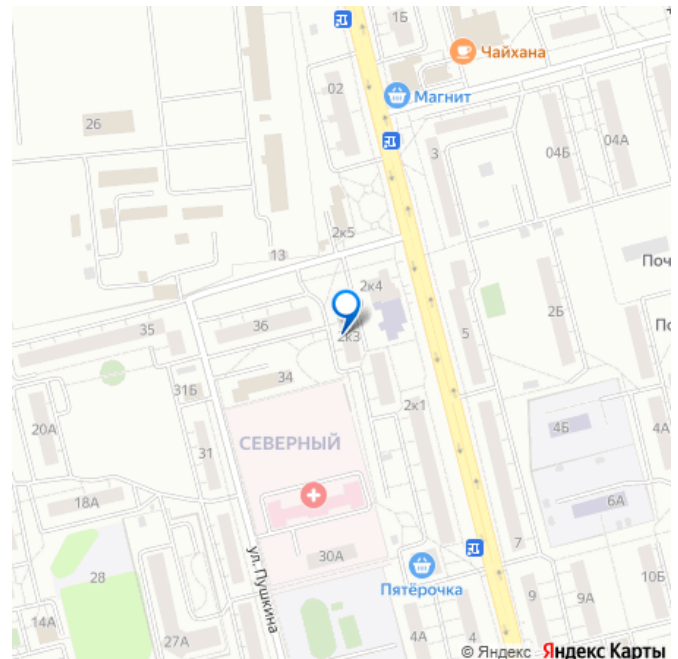 1Б
Чайхана
02
Магнит
26
3
04Б
04А
2к5
13
Поч
2к4
36
35
2к3
5
2Б
По
34
31Б
2к1
20А
31
СЕВЕРНЫЙ
4Б
4А
18А
6А
ул. Пушкина
30А
7
28
Пятёрочка
10Б
14А
27А
4А
4
9
9А
© Яндекс Яндекс Карты